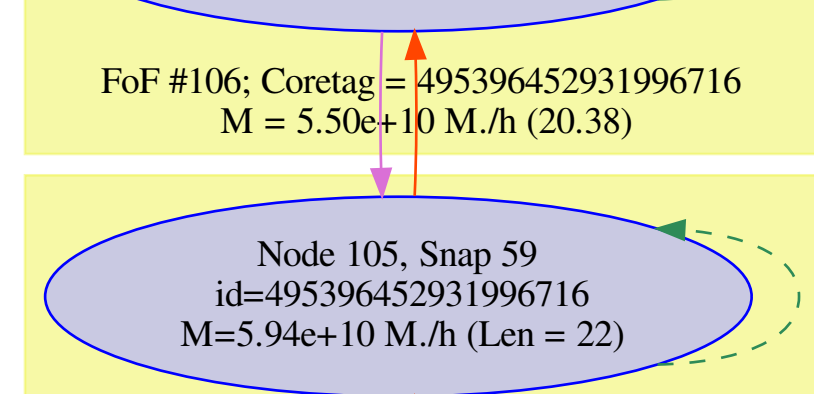 FoF #106; Coretag = 495396452931996716
M = 5.50e+10 M./h (20.38)
Node 105, Snap 59
id=495396452931996716
M=5.94e+10 M./h (Len = 22)